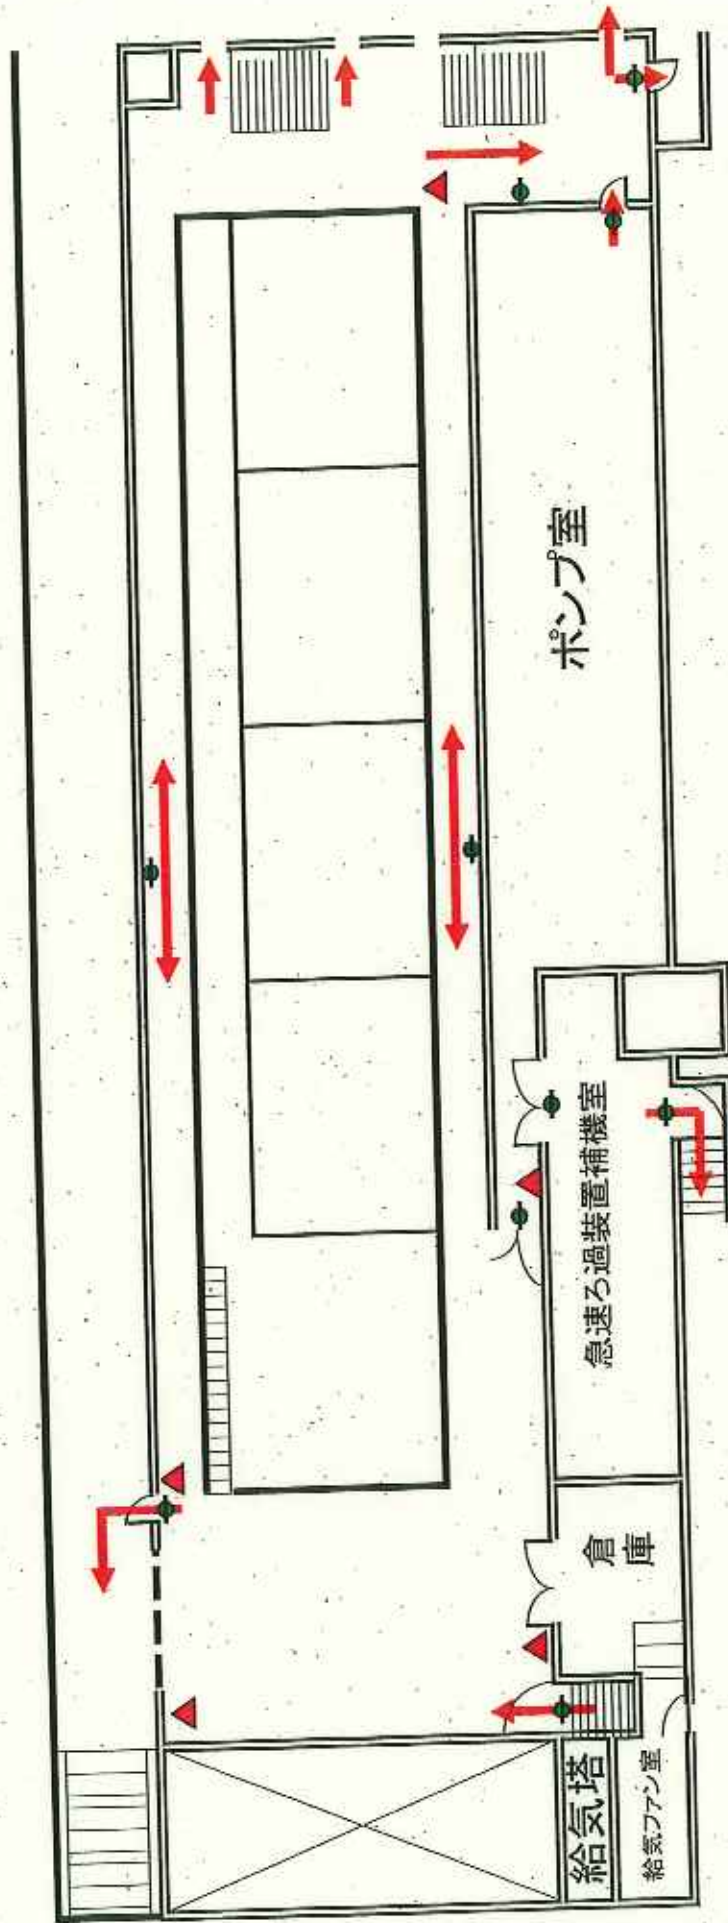 ポンプ室
急速ろ過装置補機室
倉
庫
給気塔
給気ファン室